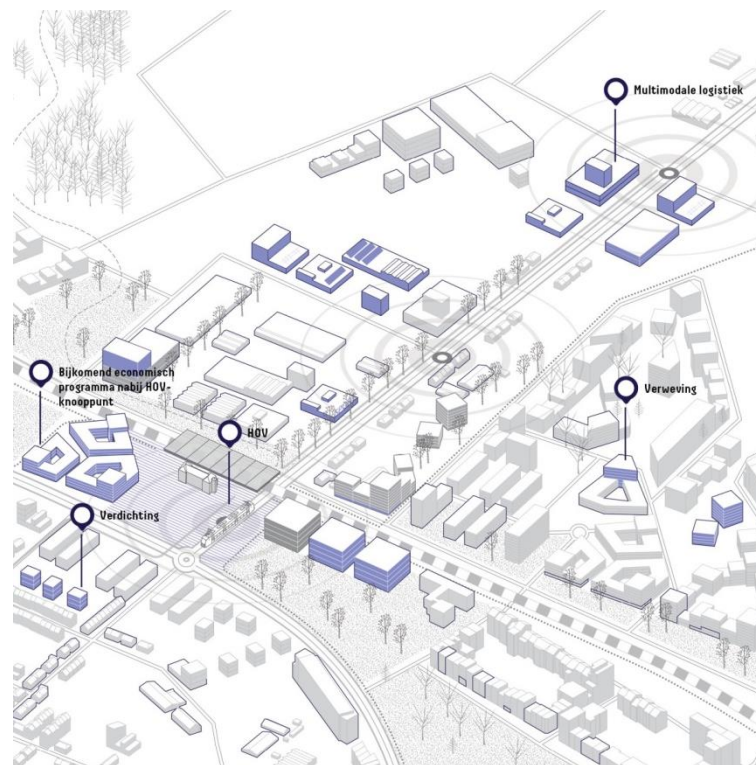 Multimodale logistiek
Bijkomend economisch
programma nabij HOV-
knooppunt
Verweving
HOV
Verdichting